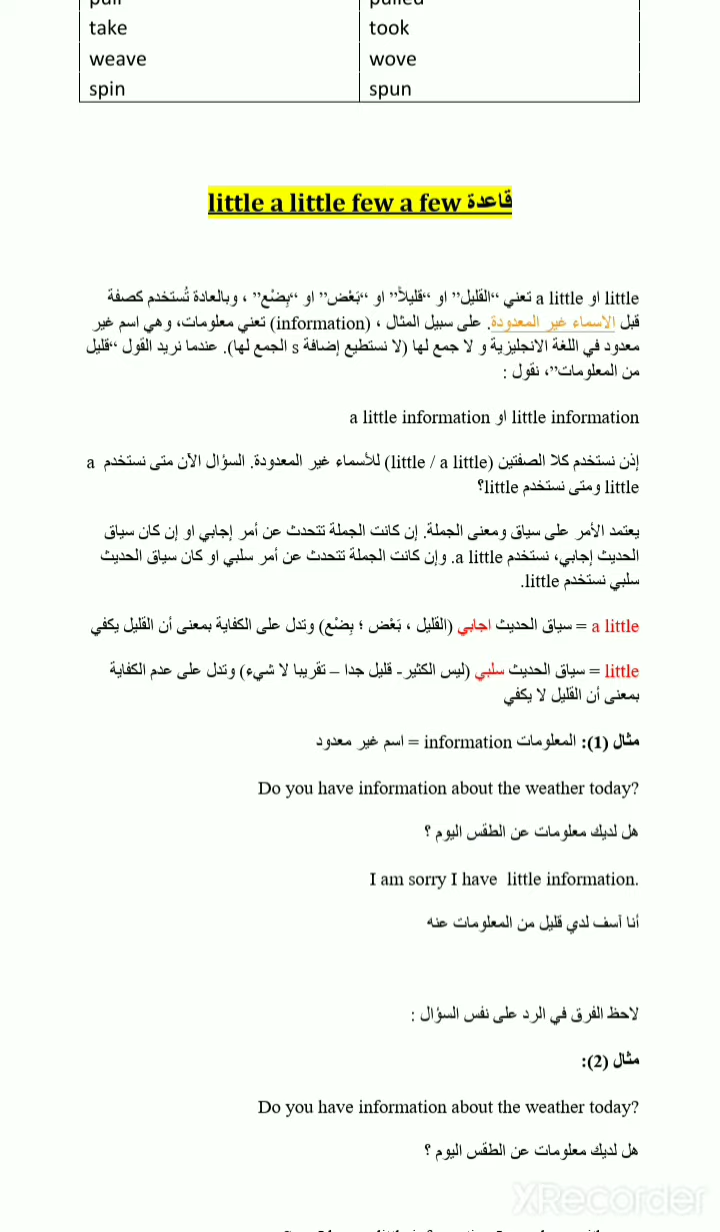 take took
weave wove
spin spun
قاعدة little a little few a few
little او a little تعني “القليل” او “قليلاً” او “بَعْض” او “بِضْع” ، وبالعادة تُستخدم كصفة
قبل الاسماء غير المعدودة. على سبيل المثال ، (information) تعني معلومات، وهي اسم غير
معدود في اللغة الانجليزية و لا جمع لها (لا نستطيع إضافة s الجمع لها). عندما نريد القول “قليل
من المعلومات”، نقول :
little information او a little information
إذن نستخدم كلا الصفتين (little / a little) للأسماء غير المعدودة. السؤال الآن متى نستخدم a
little ومتى نستخدم little؟
يعتمد الأمر على سياق ومعنى الجملة. إن كانت الجملة تتحدث عن أمر إجابي او إن كان سياق
الحديث إجابي، نستخدم a little. وإن كانت الجملة تتحدث عن أمر سلبي او كان سياق الحديث
سلبي نستخدم little.
a little = سياق الحديث اجابي (القليل ، بَعْض ؛ بِضْع) وتدل على الكفاية بمعنى أن القليل يكفي
little = سياق الحديث سلبي (ليس الكثير - قليل جدا – تقريبا لا شيء) وتدل على عدم الكفاية
بمعنى أن القليل لا يكفي
مثال (1): المعلومات information = اسم غير معدود
Do you have information about the weather today?
هل لديك معلومات عن الطقس اليوم ؟
I am sorry I have little information.
أنا آسف لدي قليل من المعلومات عنه
لاحظ الفرق في الرد على نفس السؤال :
مثال (2):
Do you have information about the weather today?
هل لديك معلومات عن الطقس اليوم ؟
XRecorder